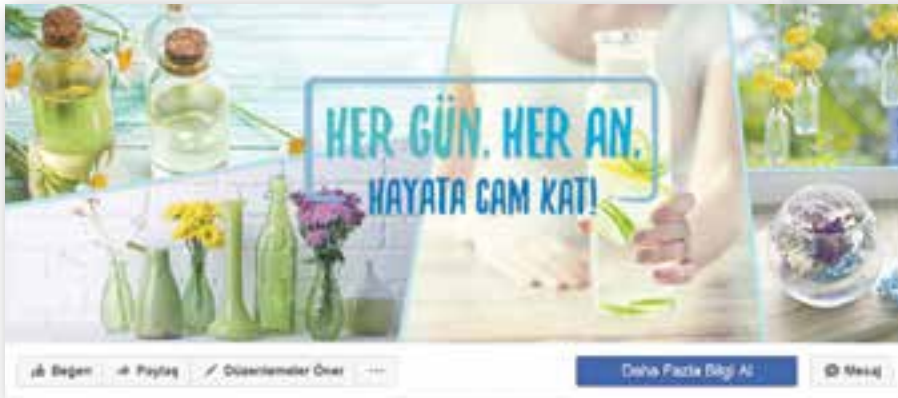 HER GÜN. HER AN.
HAYATA CAM KAT!
Beğen Paylaş Düzenlemeler Öner ... Daha Fazla Bilgi Al Mesaj